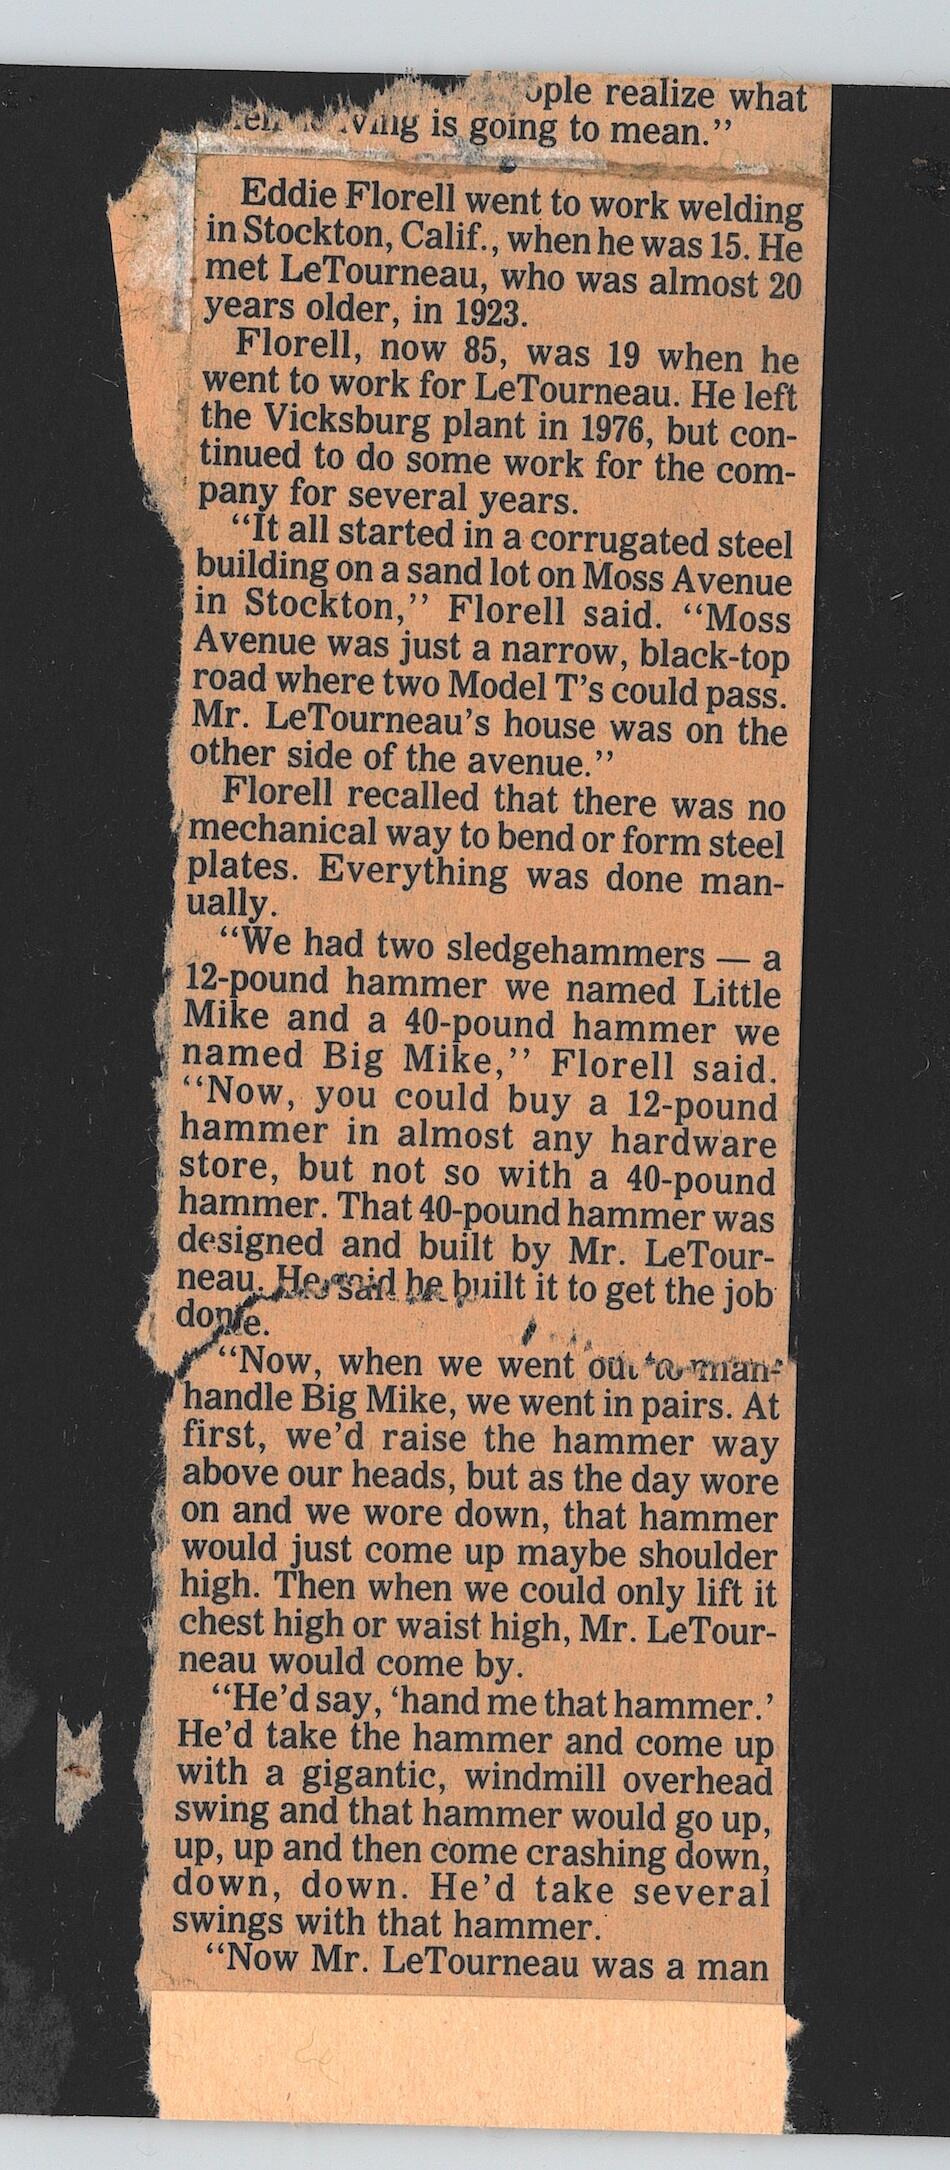 ople realize what
ving is going to mean.”
Eddie Florell went to work welding
in Stockton, Calif., when he was 15. He
met LeTourneau, who was almost 20
years older, in 1923.
Florell, now 85, was 19 when he
went to work for LeTourneau. He left
the Vicksburg plant in 1976, but con-
tinued to do some work for the com-
pany for several years.
“It all started in a corrugated steel
building on a sand lot on Moss Avenue
in Stockton,” Florell said. “Moss
Avenue was just a narrow, black-top
road where two Model T’s could pass.
Mr. LeTourneau’s house was on the
other side of the avenue.”
Florell recalled that there was no
mechanical way to bend or form steel
plates. Everything was done man-
ually.
“We had two sledgehammers — a
12-pound hammer we named Little
Mike and a 40-pound hammer we
named Big Mike,” Florell said.
“Now, you could buy a 12-pound
hammer in almost any hardware
store, but not so with a 40-pound
hammer. That 40-pound hammer was
designed and built by Mr. LeTour-
neau. He said he built it to get the job
done.
“Now, when we went out to man-
handle Big Mike, we went in pairs. At
first, we’d raise the hammer way
above our heads, but as the day wore
on and we wore down, that hammer
would just come up maybe shoulder
high. Then when we could only lift it
chest high or waist high, Mr. LeTour-
neau would come by.
“He’d say, ‘hand me that hammer.’
He’d take the hammer and come up
with a gigantic, windmill overhead
swing and that hammer would go up,
up, up and then come crashing down,
down, down. He’d take several
swings with that hammer.
“Now Mr. LeTourneau was a man